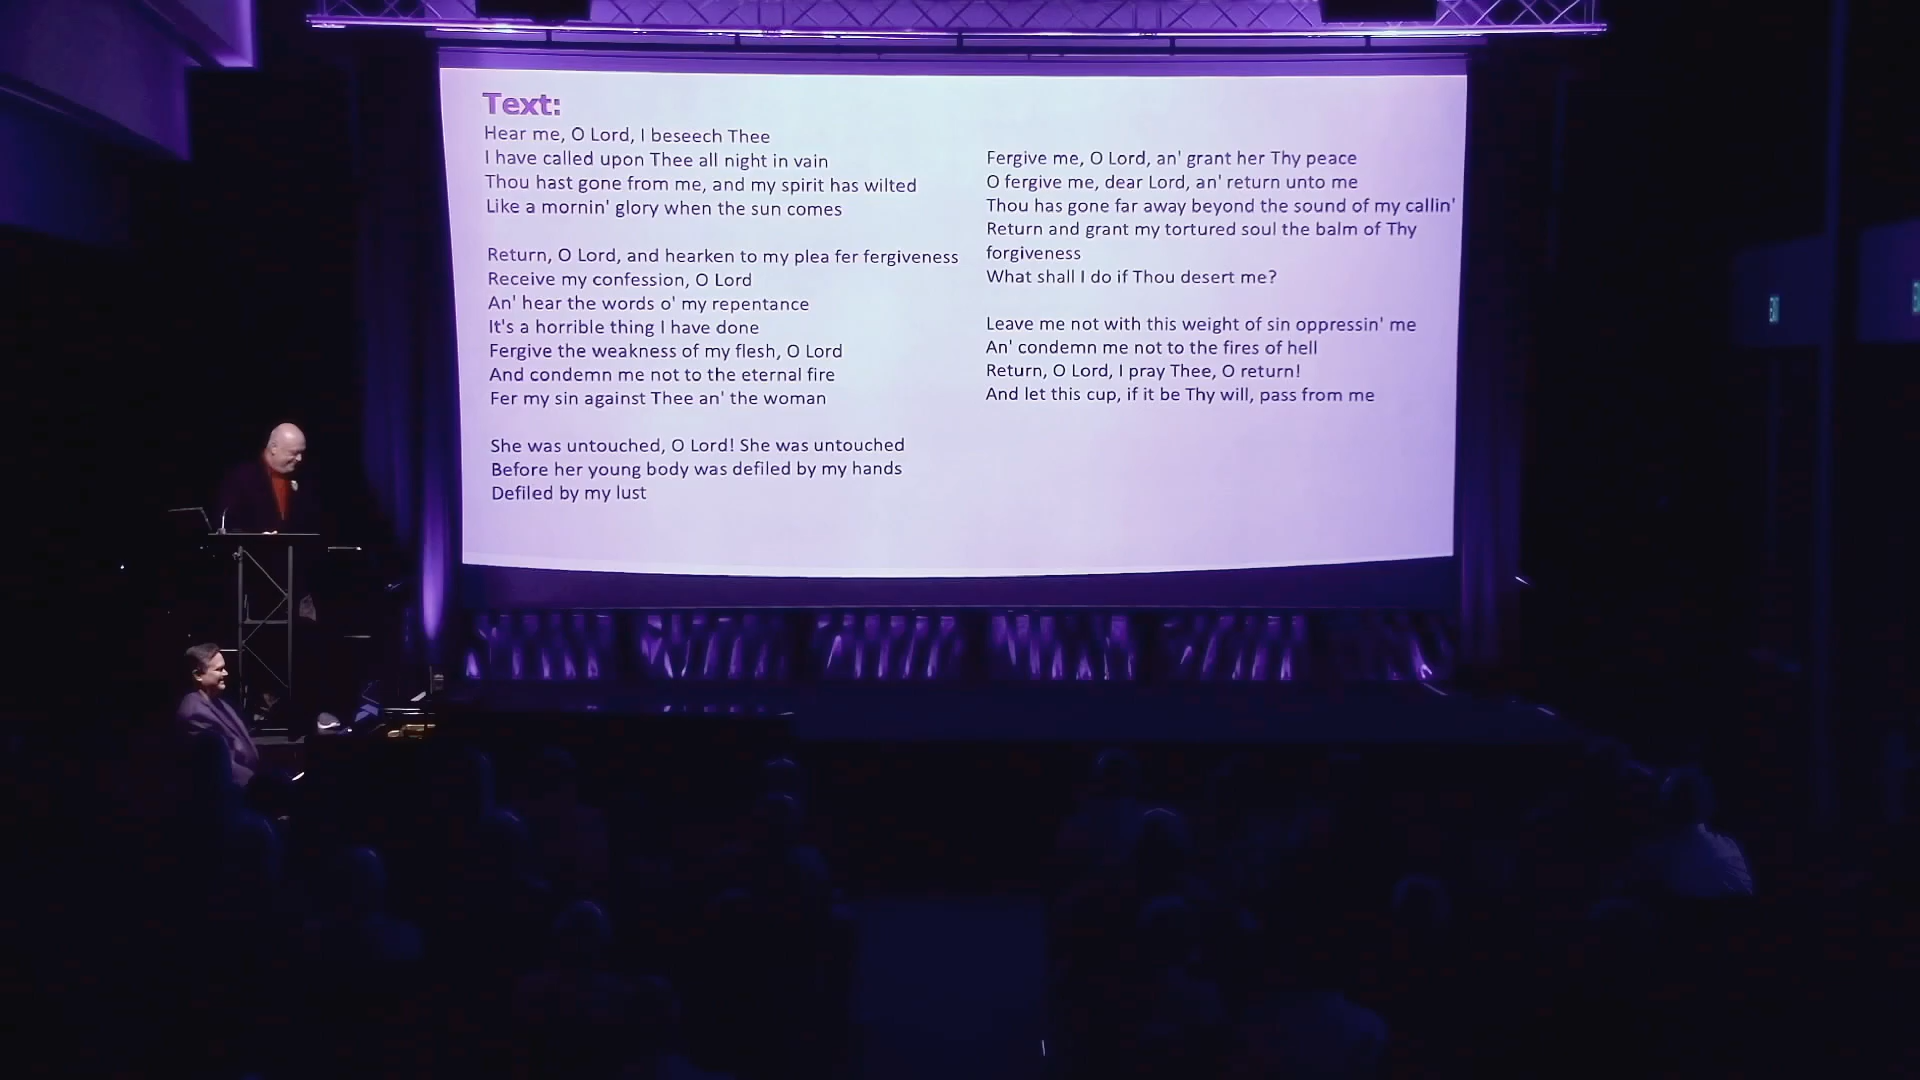 Text:
Hear me, O Lord, I beseech Thee
I have called upon Thee all night in vain
Thou hast gone from me, and my spirit has wilted
Like a mornin' glory when the sun comes
Return, O Lord, and hearken to my plea fer fergiveness
Receive my confession, O Lord
An' hear the words o' my repentance
It's a horrible thing I have done
Fergive the weakness of my flesh, O Lord
And condemn me not to the eternal fire
Fer my sin against Thee an' the woman
She was untouched, O Lord! She was untouched
Before her young body was defiled by my hands
Defiled by my lust
Fergive me, O Lord, an' grant her Thy peace
O fergive me, dear Lord, an' return unto me
Thou has gone far away beyond the sound of my callin'
Return and grant my tortured soul the balm of Thy
forgiveness
What shall I do if Thou desert me?
Leave me not with this weight of sin oppressin' me
An' condemn me not to the fires of hell
Return, O Lord, I pray Thee, O return!
And let this cup, if it be Thy will, pass from me